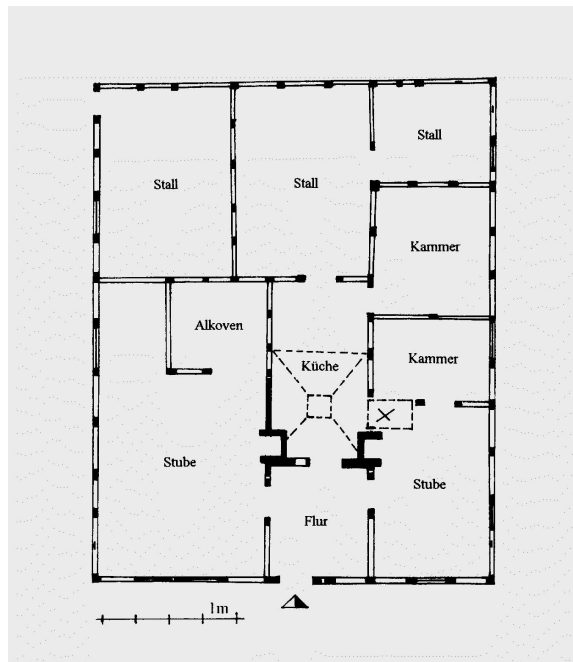 Stall
Stall
Stall
Kammer
Alkoven
Küche
Kammer
Stube
Stube
Flur
1m